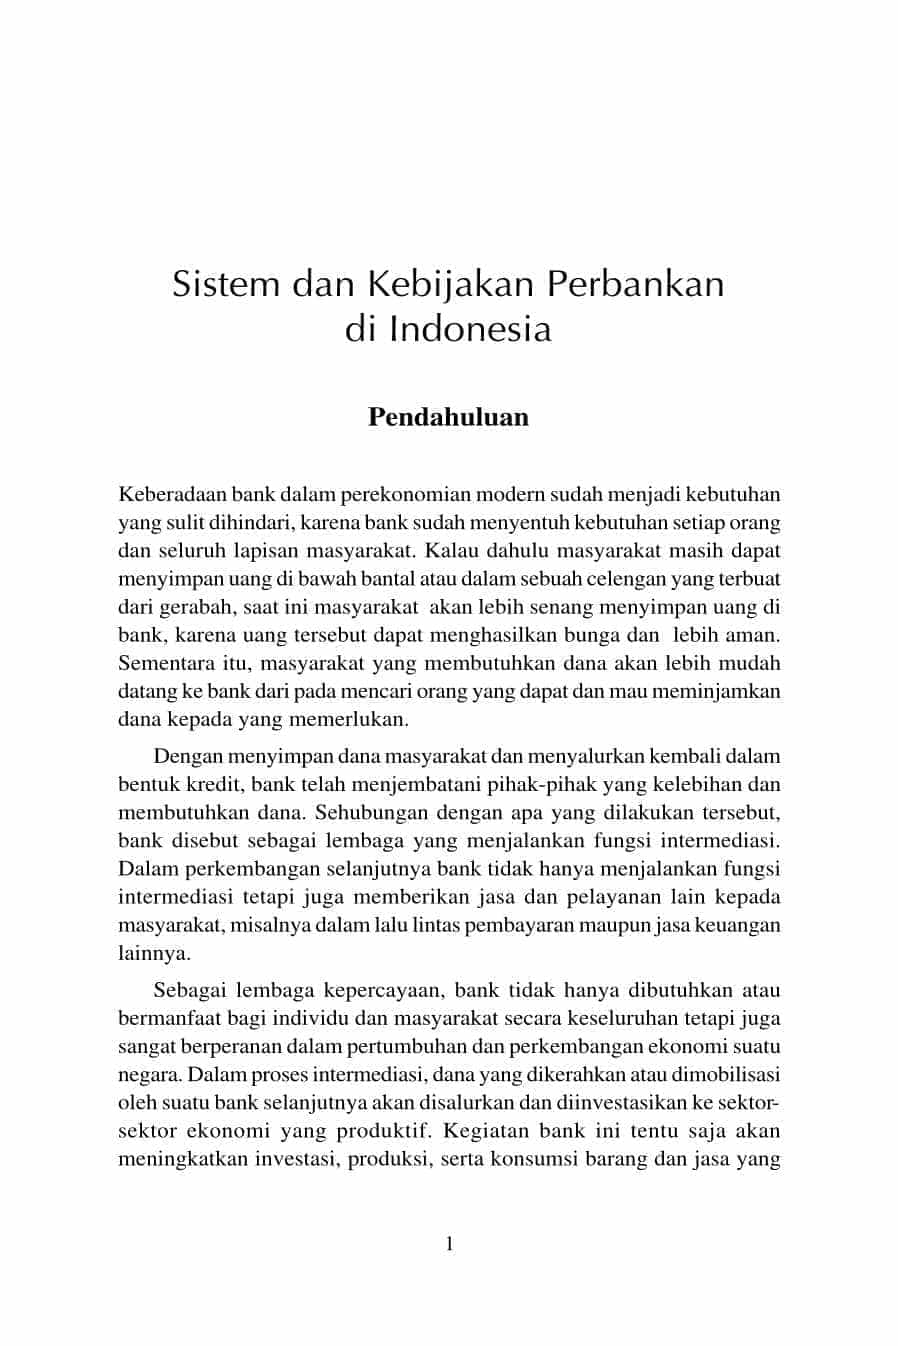 Sistem dan Kebijakan Perbankan
di Indonesia
Pendahuluan
Keberadaan bank dalam perekonomian modern sudah menjadi kebutuhan
yang sulit dihindari, karena bank sudah menyentuh kebutuhan setiap orang
dan seluruh lapisan masyarakat. Kalau dahulu masyarakat masih dapat
menyimpan uang di bawah bantal atau dalam sebuah celengan yang terbuat
dari gerabah, saat ini masyarakat akan lebih senang menyimpan uang di
bank, karena uang tersebut dapat menghasilkan bunga dan lebih aman.
Sementara itu, masyarakat yang membutuhkan dana akan lebih mudah
datang ke bank dari pada mencari orang yang dapat dan mau meminjamkan
dana kepada yang memerlukan.
Dengan menyimpan dana masyarakat dan menyalurkan kembali dalam
bentuk kredit, bank telah menjembatani pihak-pihak yang kelebihan dan
membutuhkan dana. Sehubungan dengan apa yang dilakukan tersebut,
bank disebut sebagai lembaga yang menjalankan fungsi intermediasi.
Dalam perkembangan selanjutnya bank tidak hanya menjalankan fungsi
intermediasi tetapi juga memberikan jasa dan pelayanan lain kepada
masyarakat, misalnya dalam lalu lintas pembayaran maupun jasa keuangan
lainnya.
Sebagai lembaga kepercayaan, bank tidak hanya dibutuhkan atau
bermanfaat bagi individu dan masyarakat secara keseluruhan tetapi juga
sangat berperanan dalam pertumbuhan dan perkembangan ekonomi suatu
negara. Dalam proses intermediasi, dana yang dikerahkan atau dimobilisasi
oleh suatu bank selanjutnya akan disalurkan dan diinvestasikan ke sektor-
sektor ekonomi yang produktif. Kegiatan bank ini tentu saja akan
meningkatkan investasi, produksi, serta konsumsi barang dan jasa yang
1